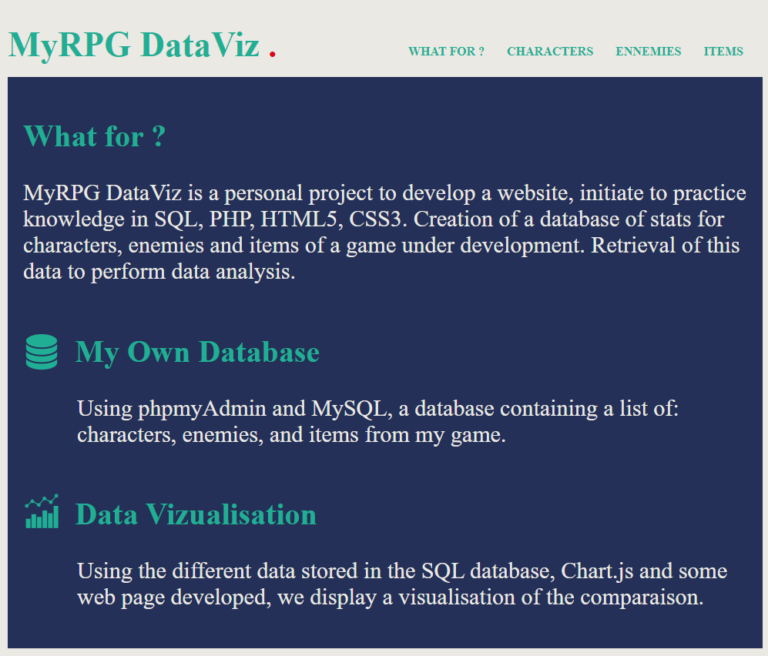 MyRPG DataViz .
WHAT FOR ? CHARACTERS ENNEMIES ITEMS
What for ?
MyRPG DataViz is a personal project to develop a website, initiate to practice
knowledge in SQL, PHP, HTML5, CSS3. Creation of a database of stats for
characters, enemies and items of a game under development. Retrieval of this
data to perform data analysis.
My Own Database
Using phpmyAdmin and MySQL, a database containing a list of:
characters, enemies, and items from my game.
Data Vizualisation
Using the different data stored in the SQL database, Chart.js and some
web page developed, we display a visualisation of the comparaison.